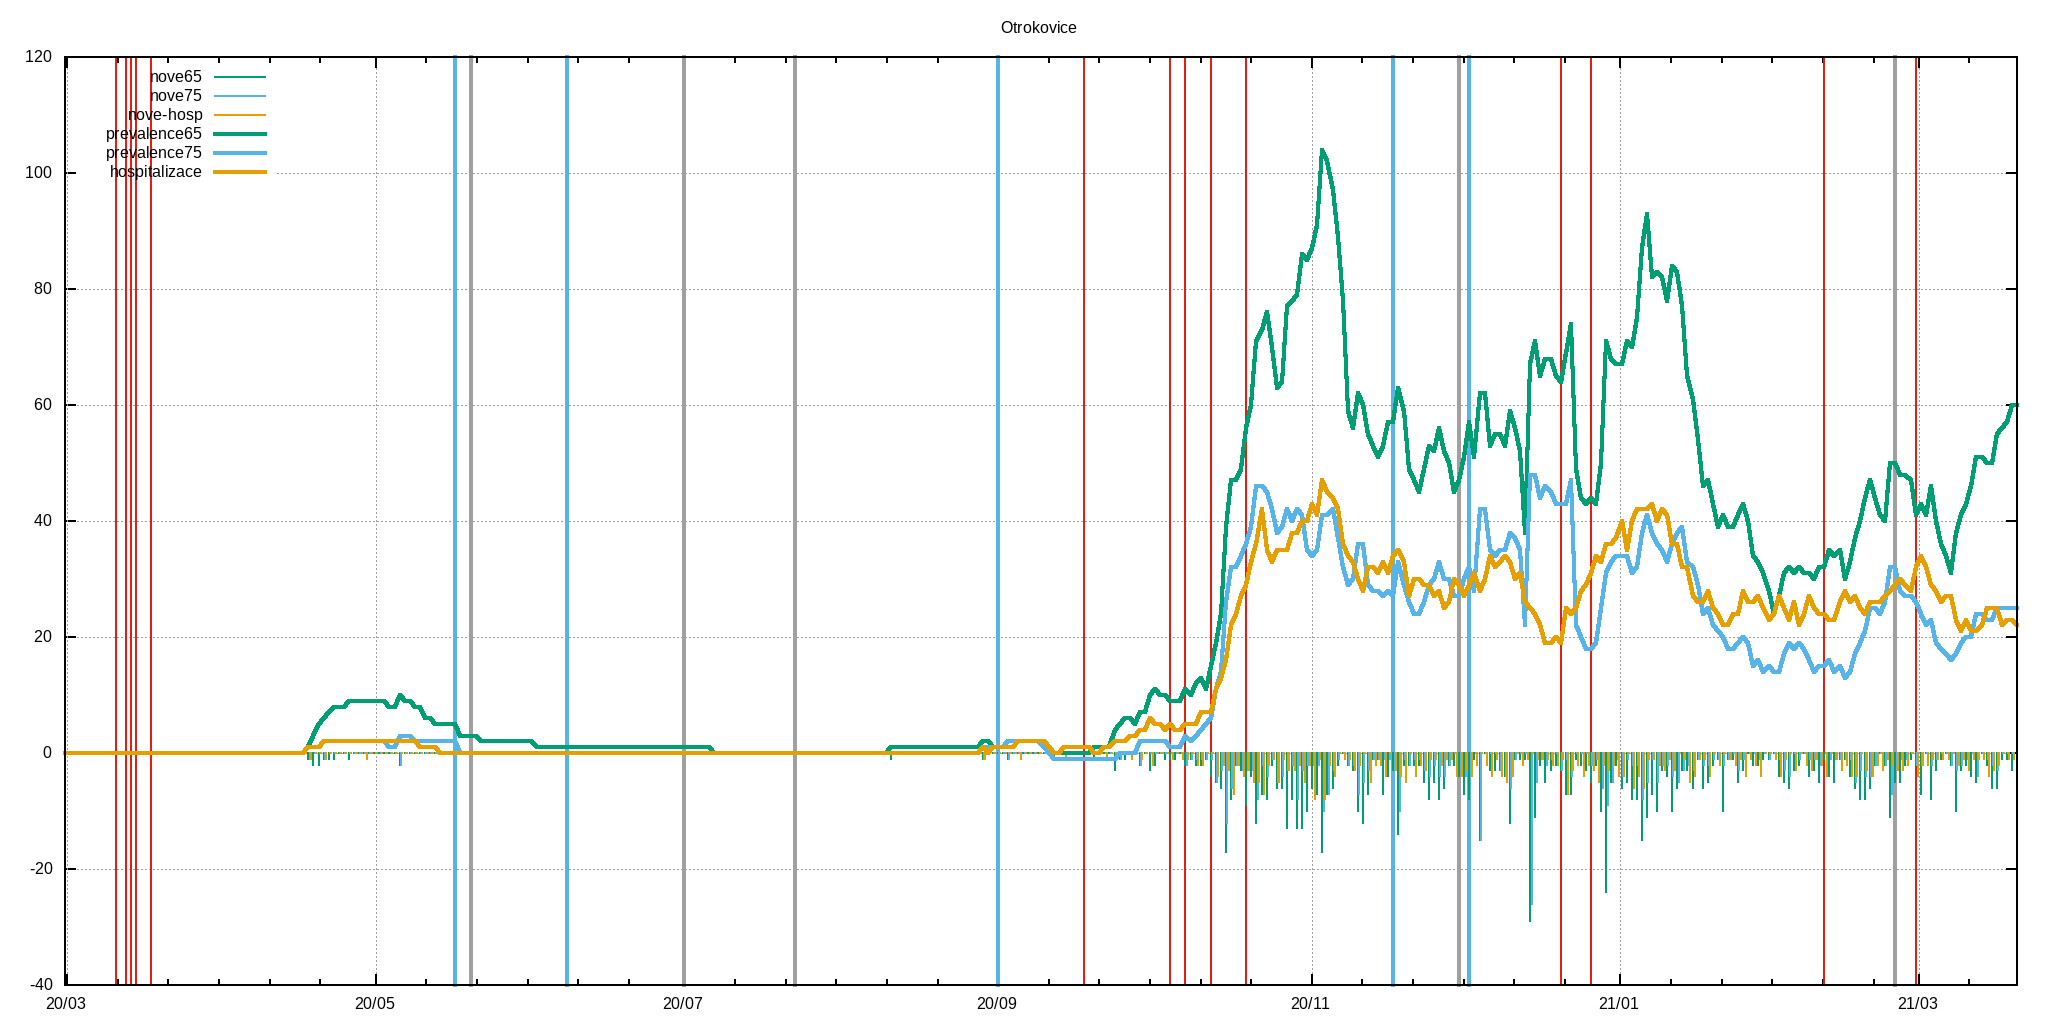 Otrokovice
120
100
80
60
40
20
0
-20
-40
nove65
nove75
nove-hosp
prevalence65
prevalence75
hospitalizace
20/03 20/05 20/07 20/09 20/11 21/01 21/03